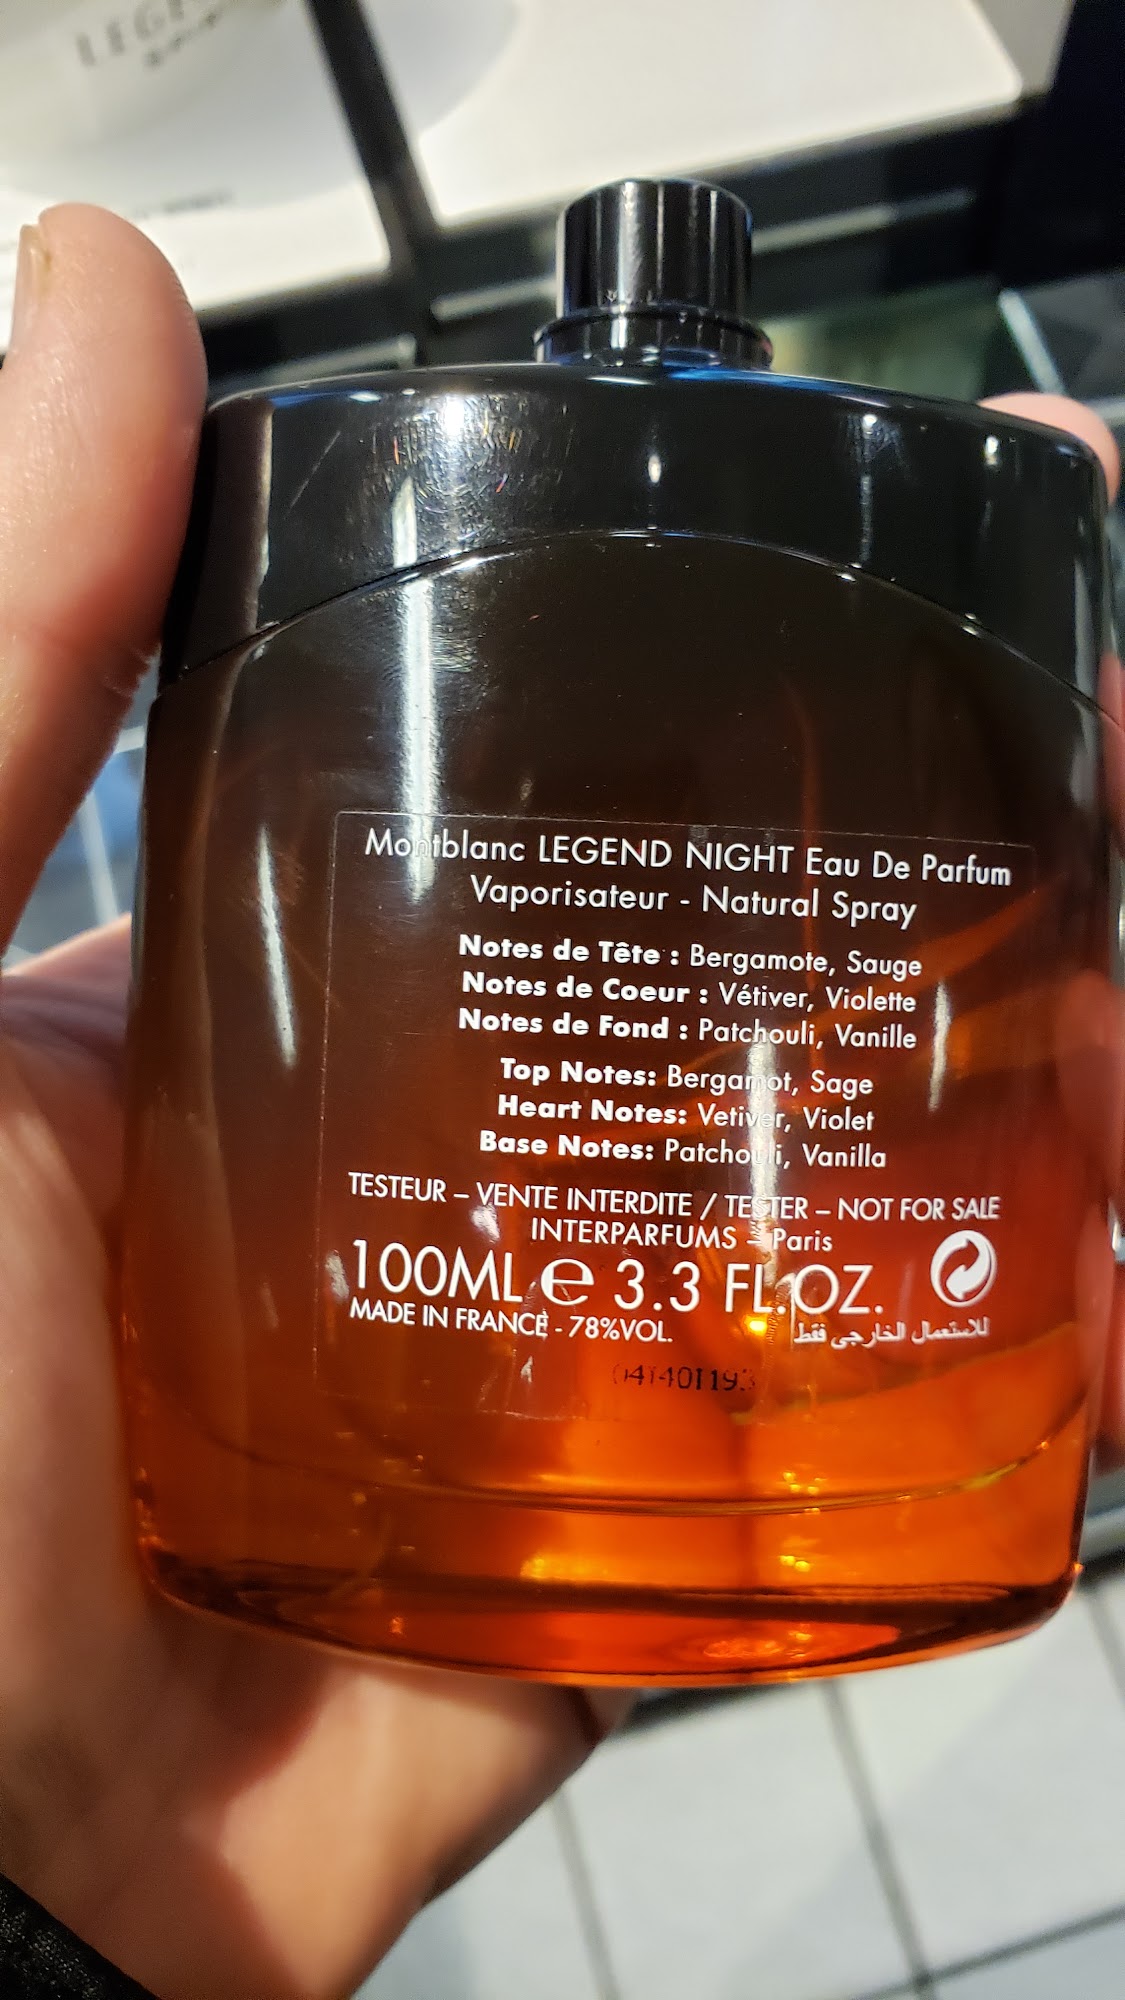 LEGEND
Montblanc LEGEND NIGHT Eau De Parfum
Vaporisateur - Natural Spray
Notes de Tête : Bergamote, Sauge
Notes de Coeur : Vétiver, Violette
Notes de Fond : Patchouli, Vanille
Top Notes: Bergamot, Sage
Heart Notes: Vetiver, Violet
Base Notes: Patchouli, Vanilla
TESTEUR – VENTE INTERDITE / TESTER – NOT FOR SALE
INTERPARFUMS – Paris
100ML e 3.3 FL.OZ.
MADE IN FRANCE - 78%VOL.
للاستعمال الخارجى فقط